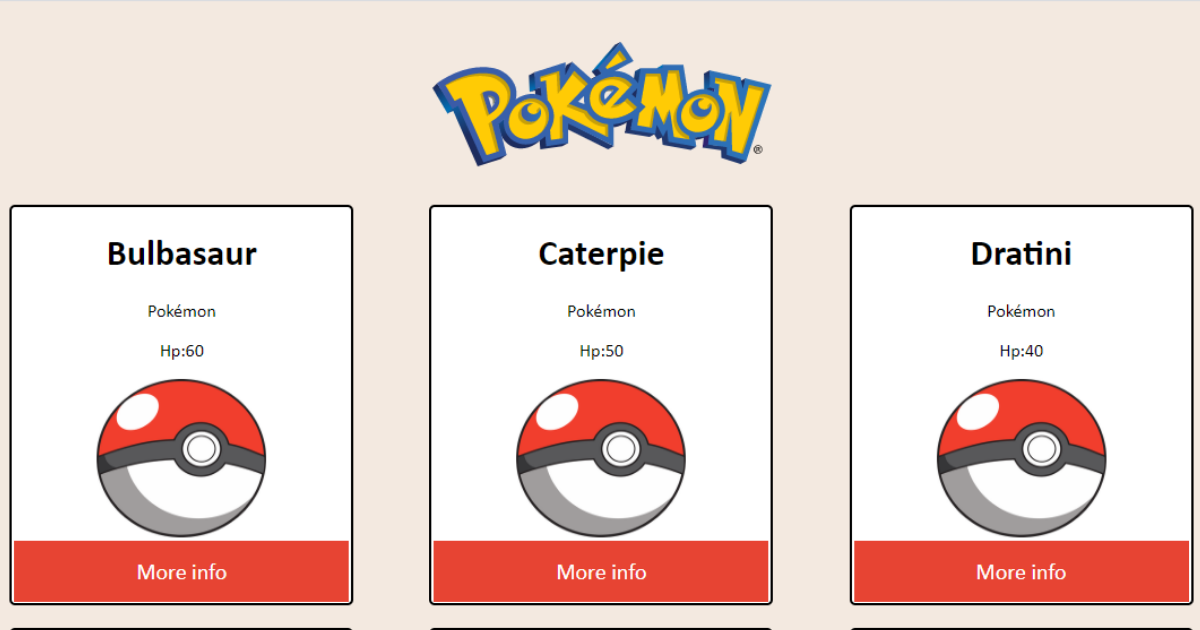 Pokémon
®
Bulbasaur
Pokémon
Hp:60
More info
Caterpie
Pokémon
Hp:50
More info
Dratini
Pokémon
Hp:40
More info